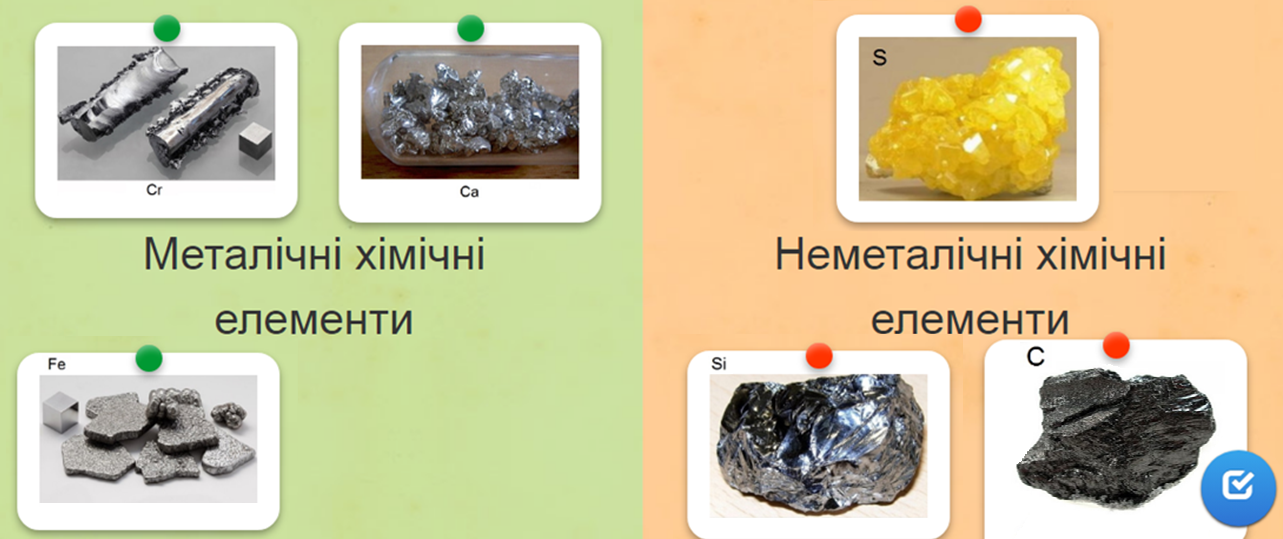 Cr
Ca
S
Металічні хімічні
елементи
Неметалічні хімічні
елементи
Fe
Si
C